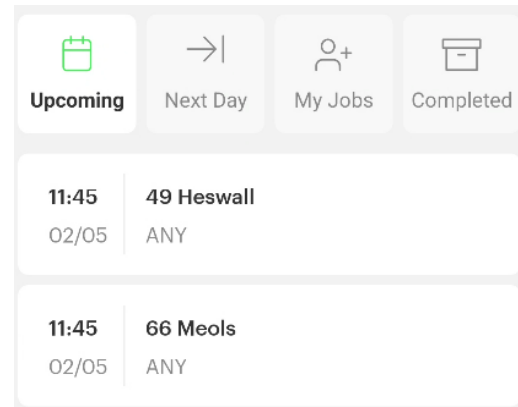 Upcoming Next Day My Jobs Completed
11:45 49 Heswall
02/05 ANY
11:45 66 Meols
02/05 ANY